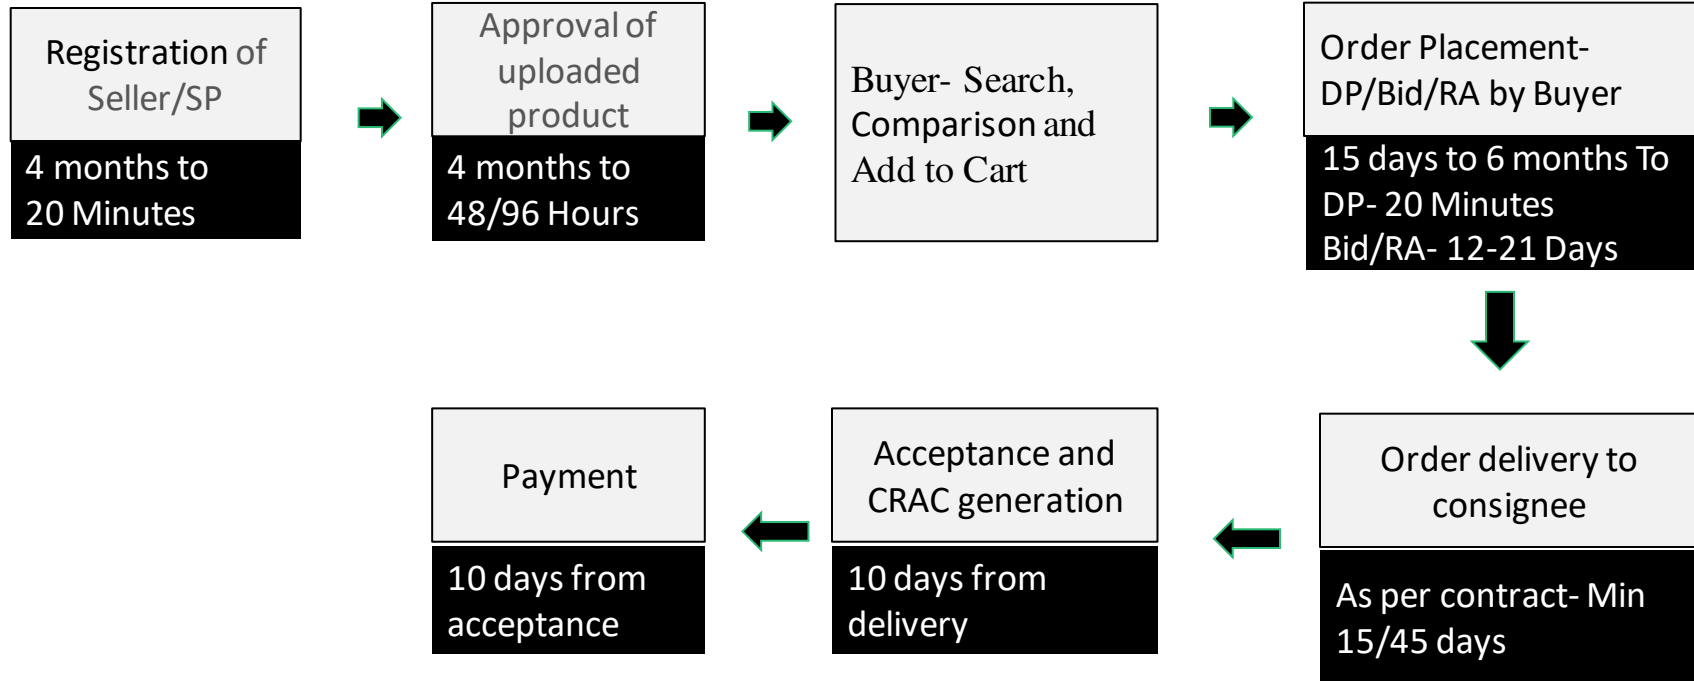 Registration of
Seller/SP
4 months to
20 Minutes
Approval of
uploaded
product
4 months to
48/96 Hours
Buyer- Search,
Comparison and
Add to Cart
Order Placement-
DP/Bid/RA by Buyer
15 days to 6 months To
DP- 20 Minutes
Bid/RA- 12-21 Days
Order delivery to
consignee
As per contract- Min
15/45 days
Acceptance and
CRAC generation
10 days from
delivery
Payment
10 days from
acceptance